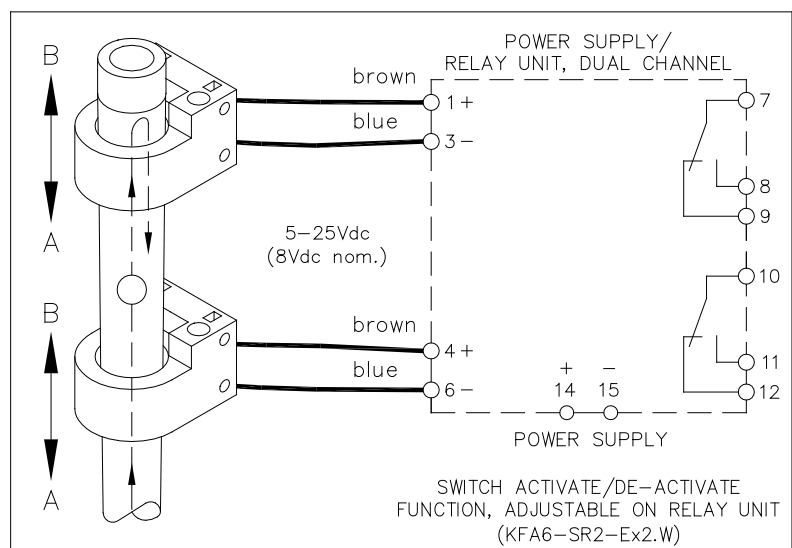 POWER SUPPLY/
RELAY UNIT, DUAL CHANNEL
B
brown
1+
7
blue
3-
8
A
9
5-25Vdc
(8Vdc nom.)
10
B
brown
4+
11
blue
6-
+ -
14 15
12
POWER SUPPLY
A
SWITCH ACTIVATE/DE-ACTIVATE
FUNCTION, ADJUSTABLE ON RELAY UNIT
(KFA6-SR2-Ex2.W)